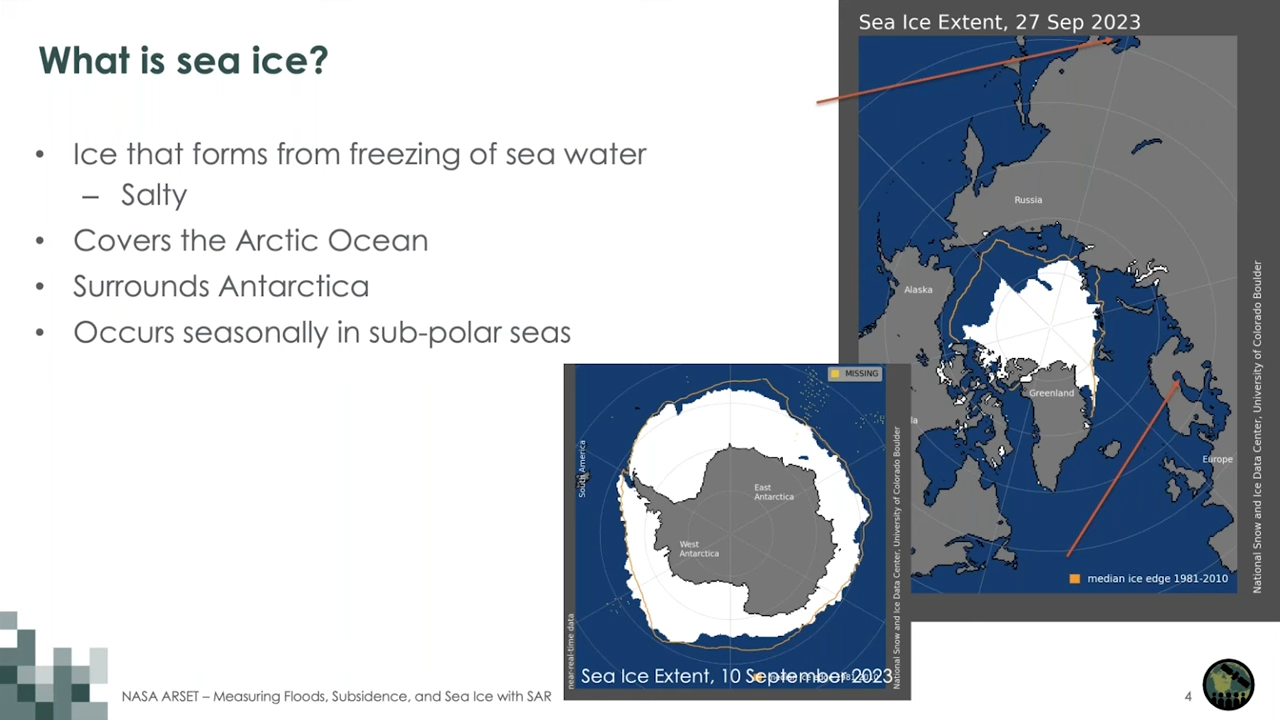 What is sea ice?
• Ice that forms from freezing of sea water
– Salty
• Covers the Arctic Ocean
• Surrounds Antarctica
• Occurs seasonally in sub-polar seas
Sea Ice Extent, 27 Sep 2023
Russia
Alaska
Greenland
la
Europe
median ice edge 1981-2010
National Snow and Ice Data Center, University of Colorado Boulder
MISSING
South America
East
Antarctica
West
Antarctica
near-real-time data
National Snow and Ice Data Center, University of Colorado Boulder
Sea Ice Extent, 10 September 2023
NASA ARSET – Measuring Floods, Subsidence, and Sea Ice with SAR
4